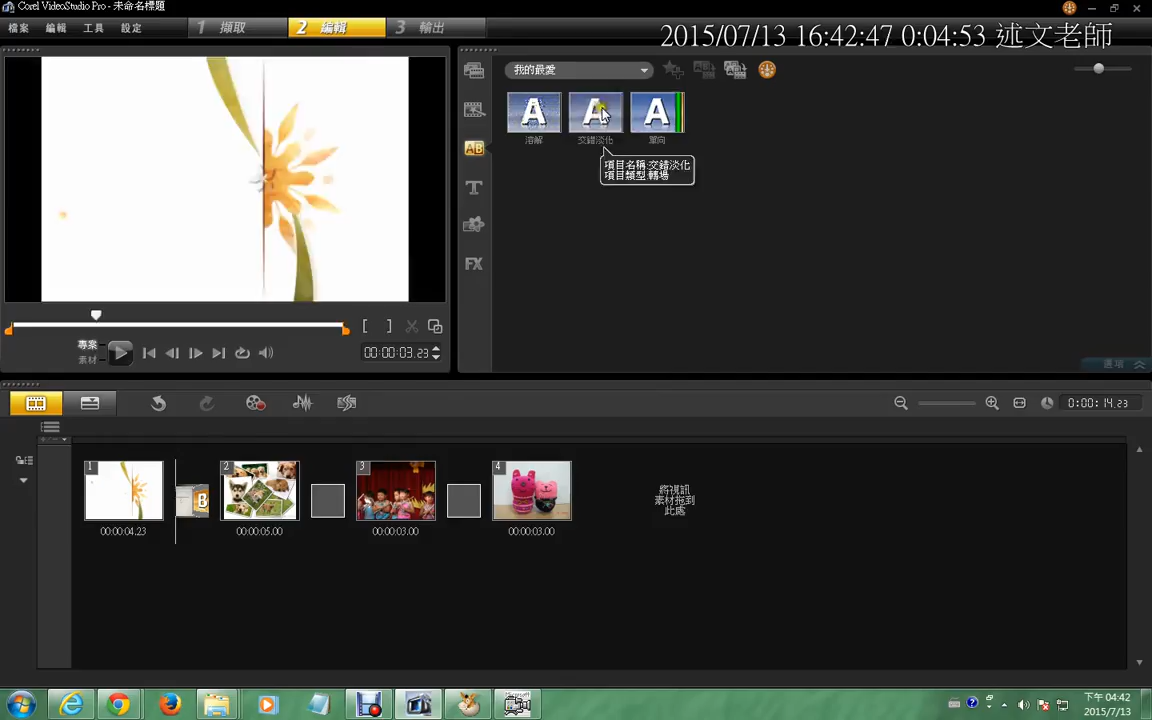 Corel VideoStudio Pro - 未命名標題
檔案 編輯 工具 設定
1 擷取 2 編輯 3 輸出
2015/07/13 16:42:47 0:04:53 述文老師
我的最愛
A A A
溶解 交錯淡化 單向
項目名稱:交錯淡化
項目類型:轉場
AB
T
FX
專案
素材
[ ]
00:00:03.23
選項
0:00:14.23
1 B 2 3 4
將視訊
素材拖到
此處
00:00:04.23 00:00:05.00 00:00:03.00 00:00:03.00
下午 04:42
2015/7/13